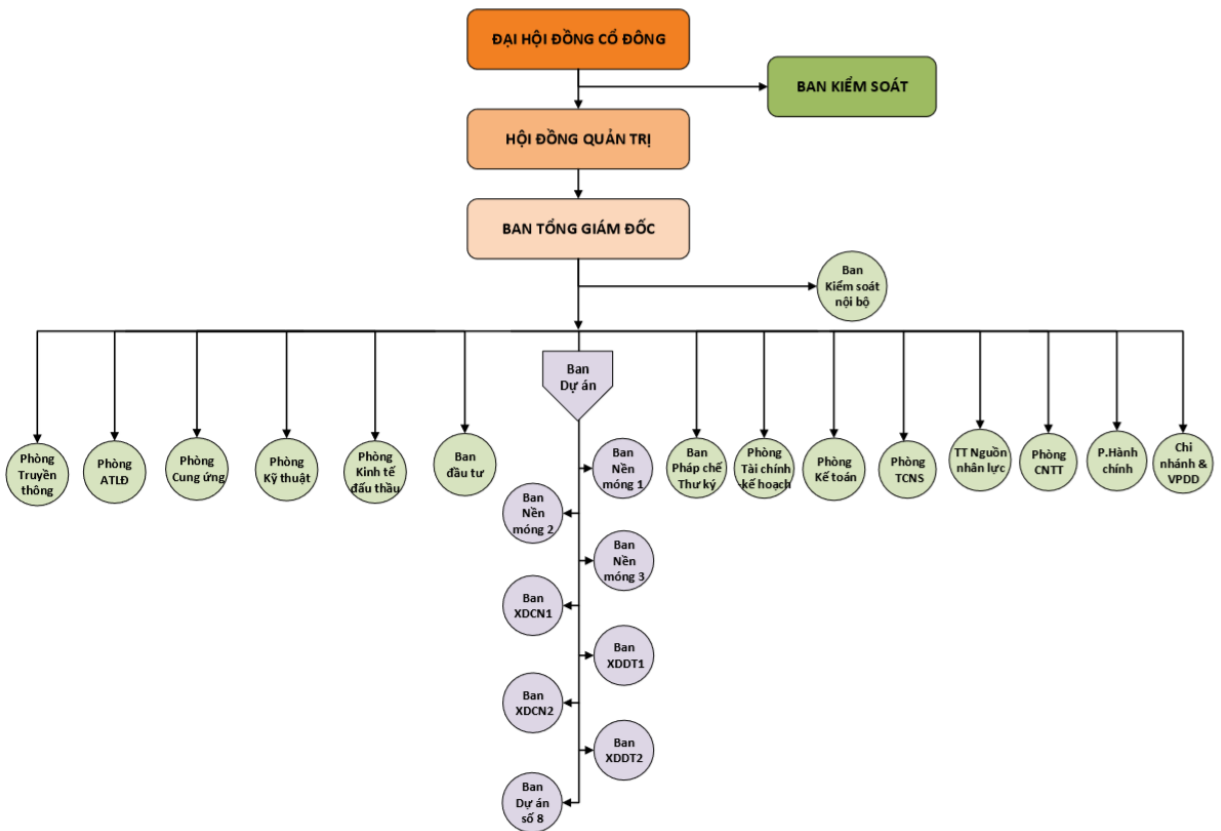 ĐẠI HỘI ĐỒNG CỔ ĐÔNG
BAN KIỂM SOÁT
HỘI ĐỒNG QUẢN TRỊ
BAN TỔNG GIÁM ĐỐC
Ban
Kiểm soát
nội bộ
Ban
Dự án
Phòng
Truyền
thông
Phòng
ATLĐ
Phòng
Cung ứng
Phòng
Kỹ thuật
Phòng
Kinh tế
đấu thầu
Ban
đầu tư
Ban
Pháp chế
Thư ký
Phòng
Tài chính
-kế hoạch
Phòng
Kế toán
Phòng
TCNS
TT Nguồn
nhân lực
Phòng
CNTT
P.Hành
chính
Chi
nhánh &
VPDD
Ban
Nền
móng 1
Ban
Nền
móng 2
Ban
Nền
móng 3
Ban
XDCN1
Ban
XDDT1
Ban
XDCN2
Ban
XDDT2
Ban
Dự án
số 8